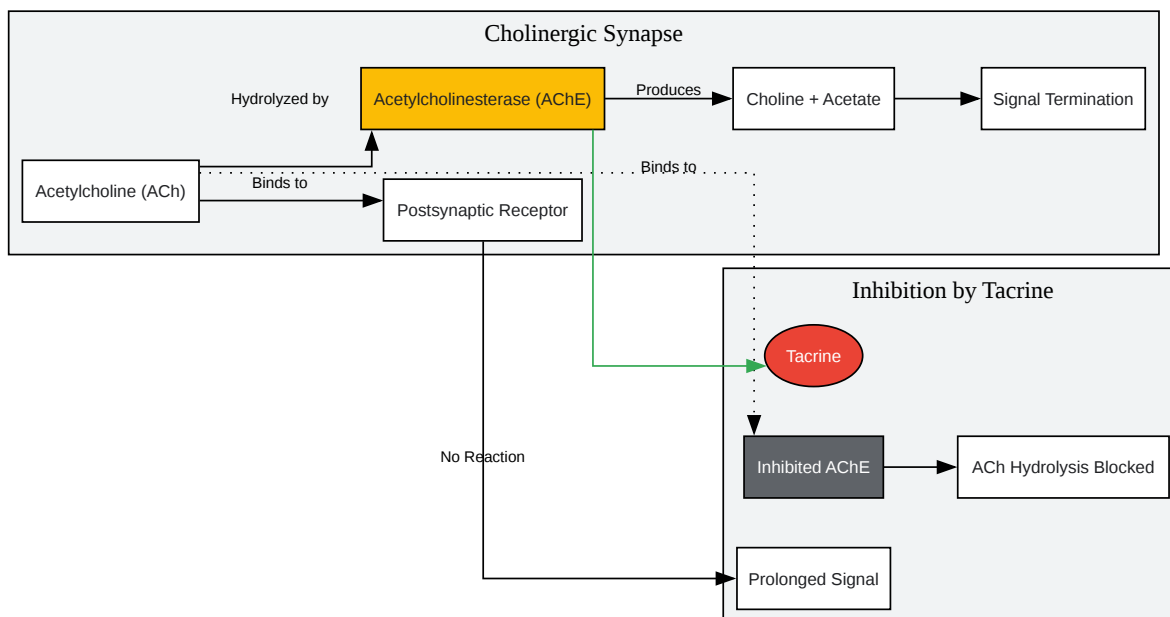 Cholinergic Synapse
Hydrolyzed by
Acetylcholinesterase (AChE)
Produces
Choline + Acetate
Signal Termination
Acetylcholine (ACh)
Binds to
Postsynaptic Receptor
Binds to
Inhibition by Tacrine
Tacrine
No Reaction
Inhibited AChE
ACh Hydrolysis Blocked
Prolonged Signal